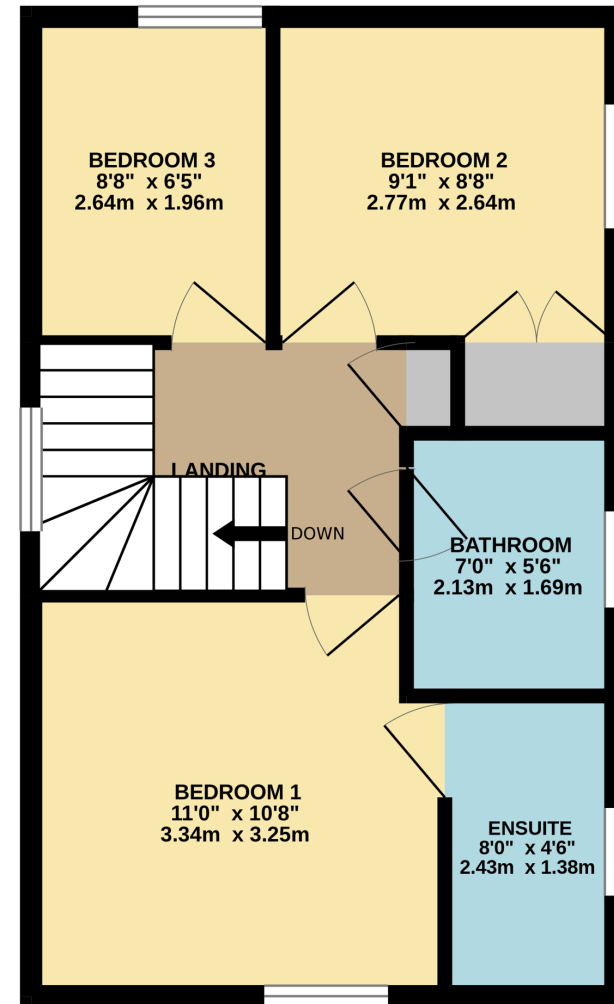 BEDROOM 3
8'8" x 6'5"
2.64m x 1.96m
BEDROOM 2
9'1" x 8'8"
2.77m x 2.64m
LANDING
DOWN
BATHROOM
7'0" x 5'6"
2.13m x 1.69m
BEDROOM 1
11'0" x 10'8"
3.34m x 3.25m
ENSUITE
8'0" x 4'6"
2.43m x 1.38m